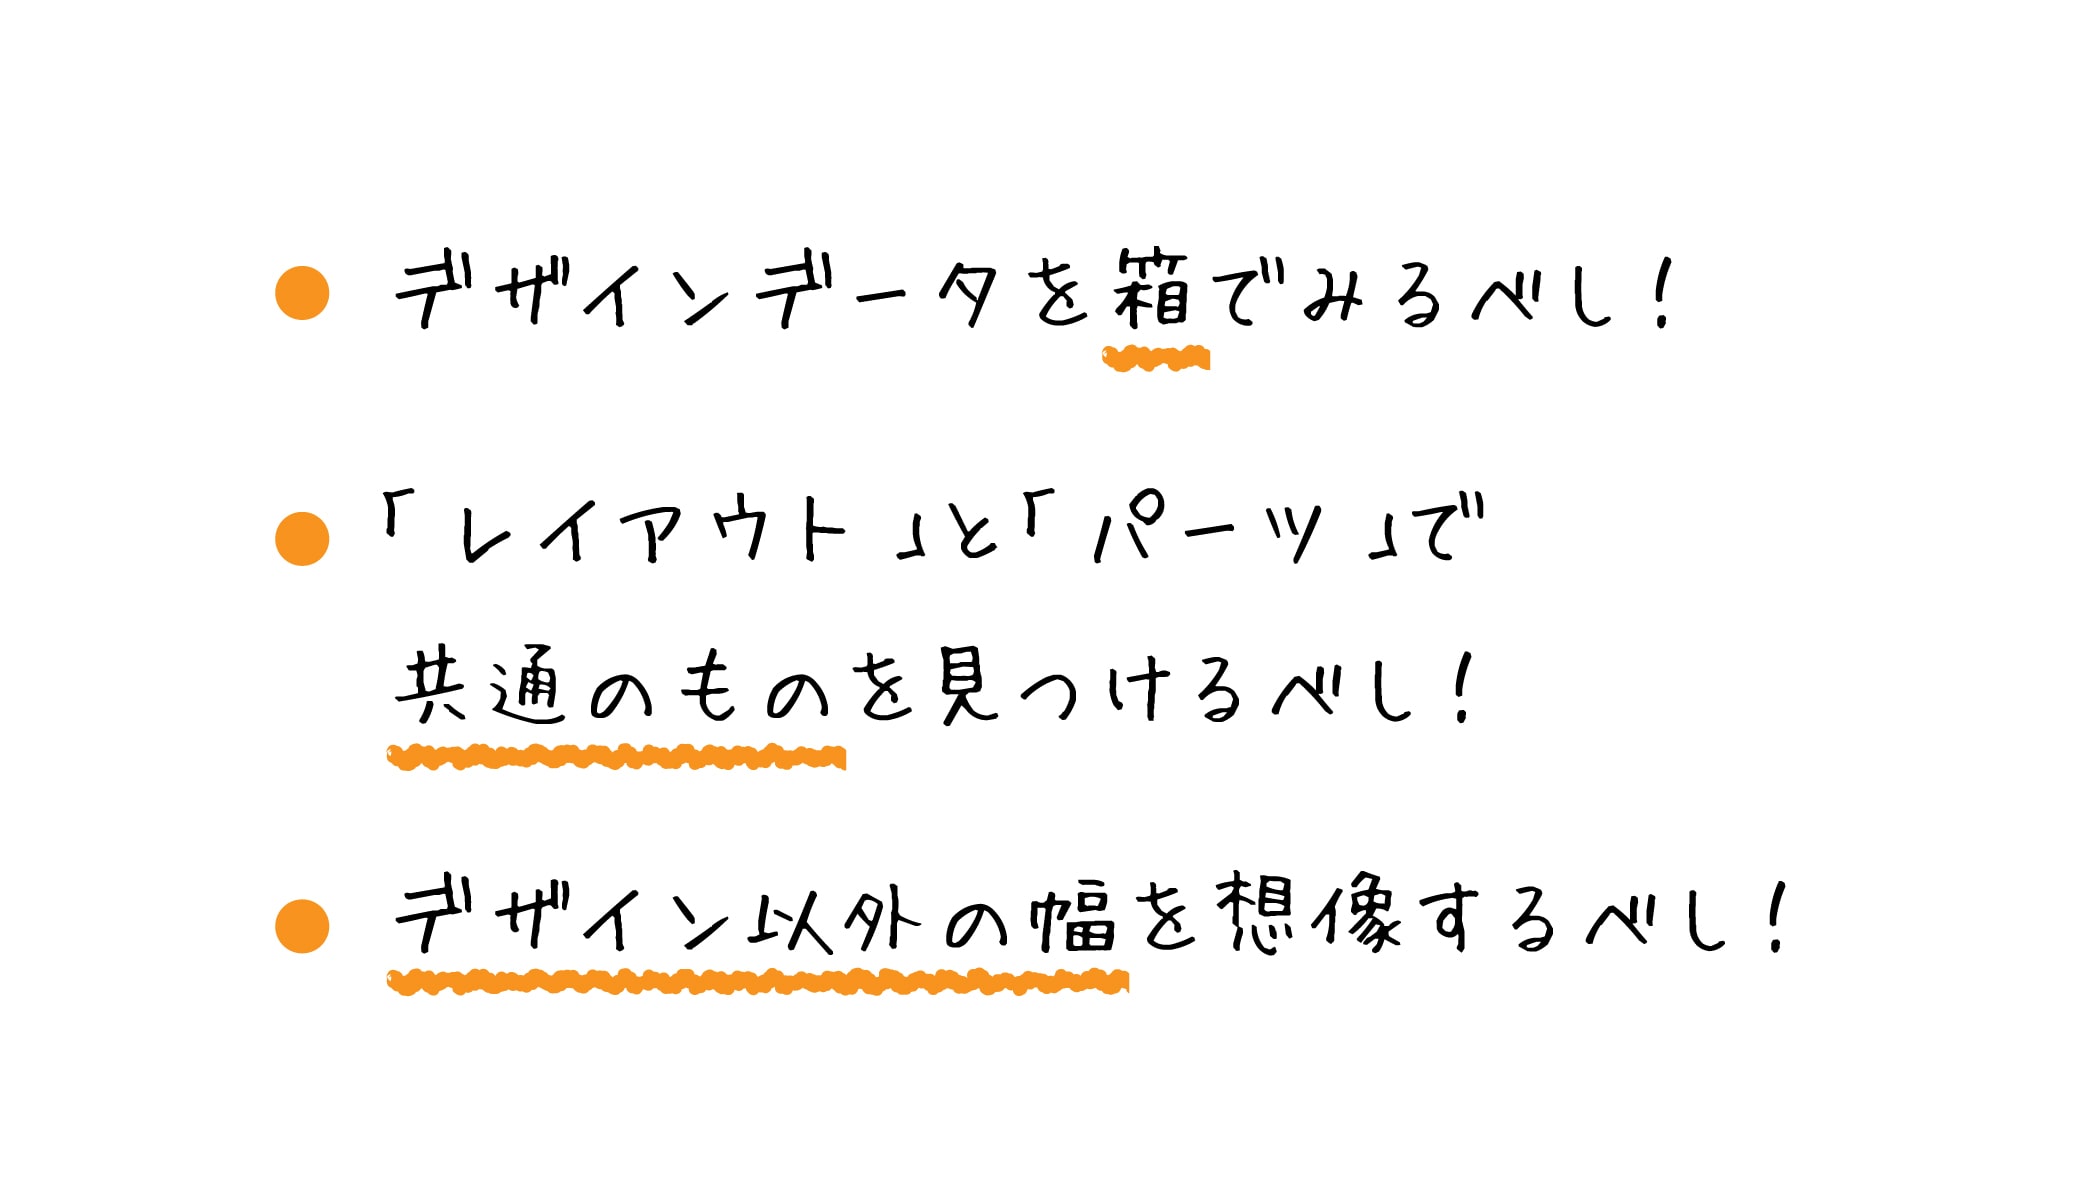 ● デザインデータを箱でみるべし!
●「レイアウト」と「パーツ」で
共通のものを見つけるべし!
● デザイン以外の幅を想像するべし!